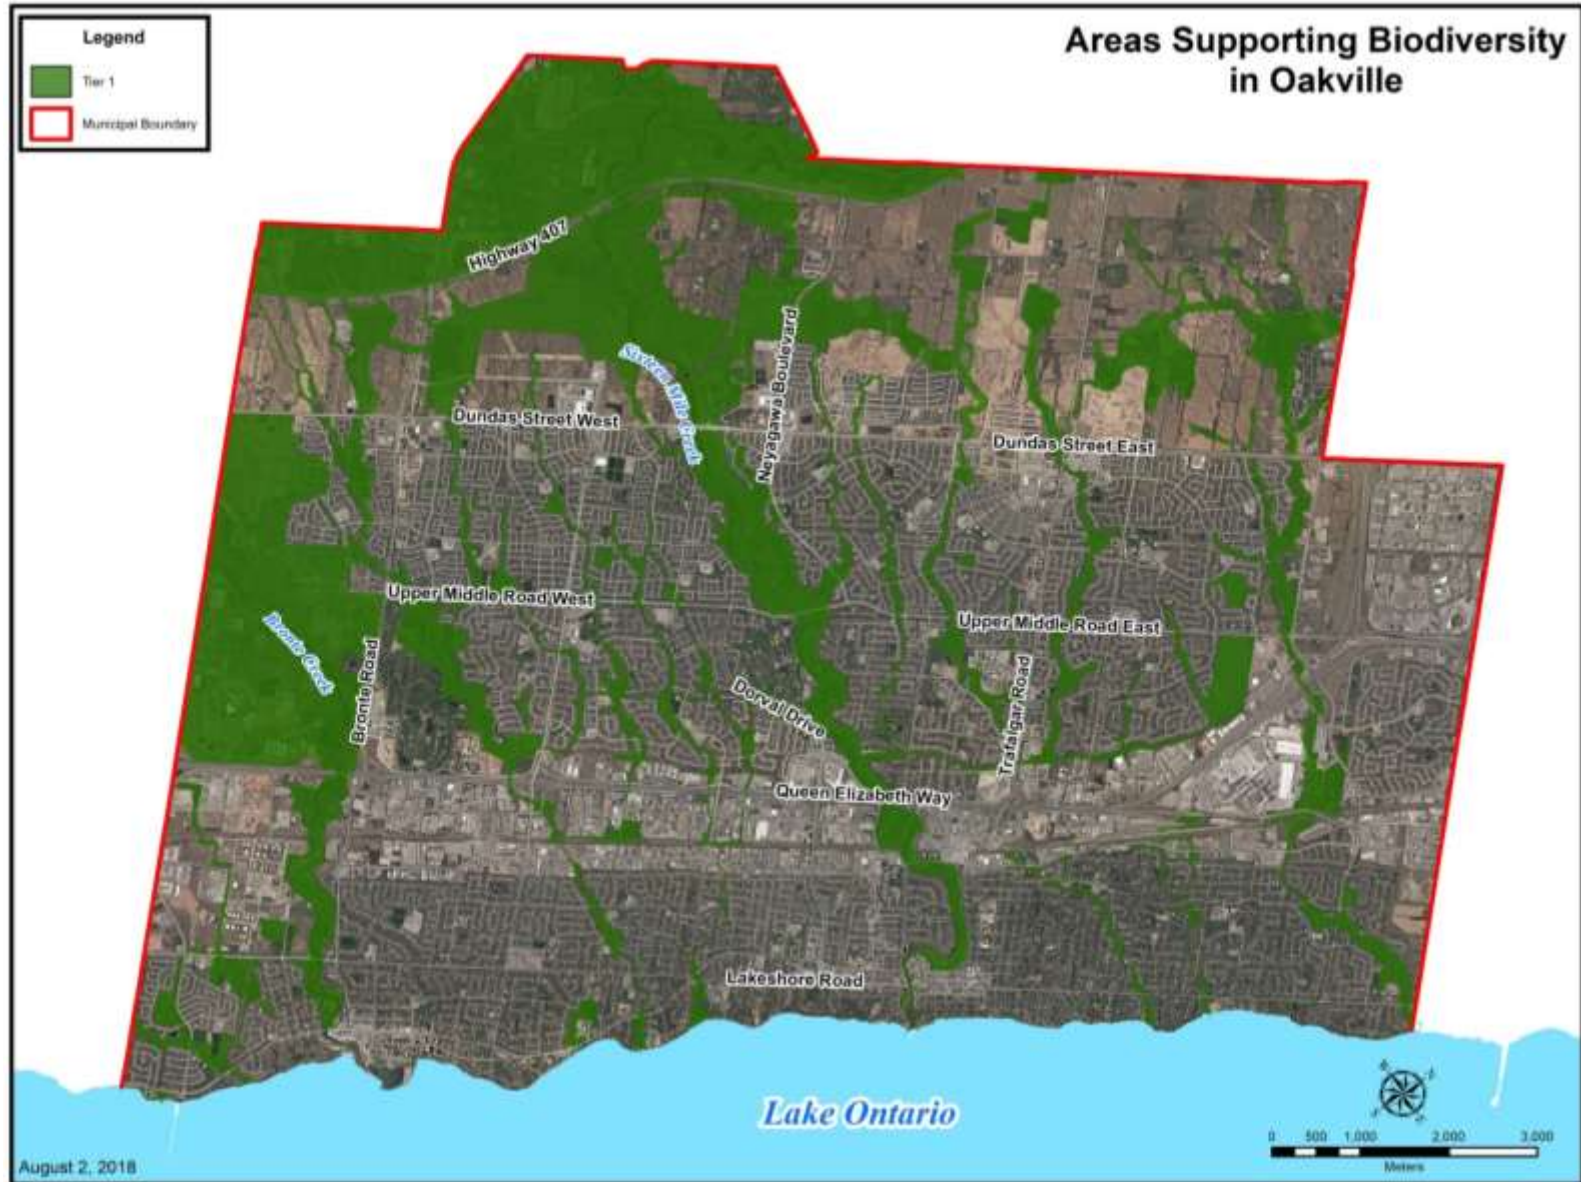 Legend
Tier 1
Municipal Boundary
Areas Supporting Biodiversity
in Oakville
Highway 407
Neyagawa Boulevard
Sixteen Mile Creek
Dundas Street West
Dundas Street East
Upper Middle Road West
Upper Middle Road East
Bronte Creek
Bronte Road
Dorval Drive
Trafalgar Road
Queen Elizabeth Way
Lakeshore Road
Lake Ontario
0 500 1,000 2,000 3,000
Meters
August 2, 2018